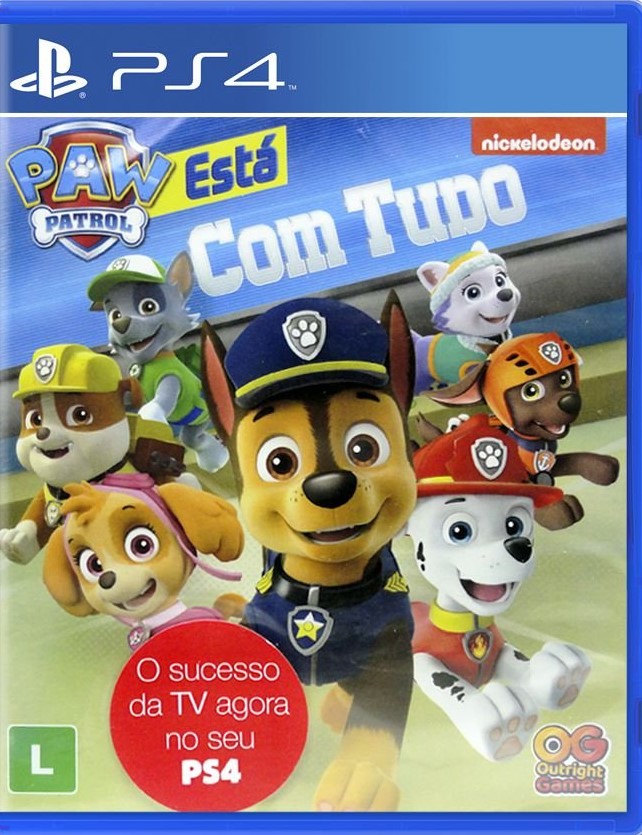 PS4
PAW
PATROL
Está
Com Tudo
nickelodeon
O sucesso
da TV agora
no seu
PS4
L
OG
Outright
Games